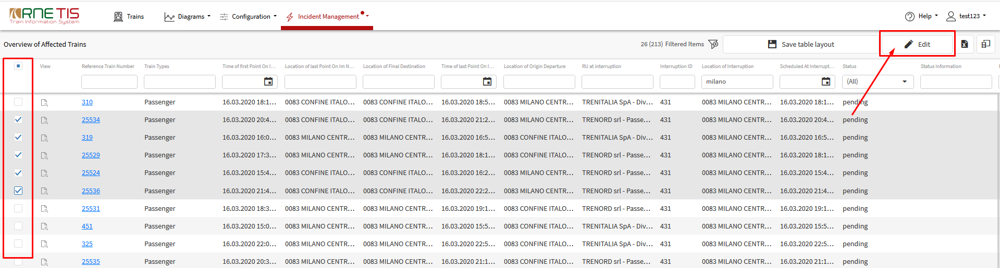 RNE TIS
Train Information System
Trains
Diagrams
Configuration
Incident Management
Help
test123
Overview of Affected Trains
26 (213) Filtered Items
Save table layout
Edit
View Reference Train Number Train Types Time of first Point On I... Location of last Point On Im N... Location of Final Destination Time of last Point On I... Location of Origin Departure RU at interruption Interruption ID Location of Interruption Scheduled At Interrupt... Status Status Information
milano (All)
310 Passenger 16.03.2020 18:1... 0083 CONFINE ITALO... 0083 CONFINE ITALO... 16.03.2020 18:5... 0083 MILANO CENTR... TRENITALIA SpA - Div... 431 0083 MILANO CENTR... 16.03.2020 18:1... pending
25534 Passenger 16.03.2020 20:4... 0083 CONFINE ITALO... 0083 CONFINE ITALO... 16.03.2020 21:2... 0083 MILANO CENTR... TRENORD srl - Passe... 431 0083 MILANO CENTR... 16.03.2020 20:4... pending
319 Passenger 16.03.2020 16:0... 0083 MILANO CENTR... 0083 MILANO CENTR... 16.03.2020 16:5... 0083 CONFINE ITALO... TRENITALIA SpA - Div... 431 0083 MILANO CENTR... 16.03.2020 16:5... pending
25529 Passenger 16.03.2020 17:3... 0083 MILANO CENTR... 0083 MILANO CENTR... 16.03.2020 18:1... 0083 CONFINE ITALO... TRENORD srl - Passe... 431 0083 MILANO CENTR... 16.03.2020 18:1... pending
25524 Passenger 16.03.2020 15:4... 0083 CONFINE ITALO... 0083 CONFINE ITALO... 16.03.2020 16:2... 0083 MILANO CENTR... TRENORD srl - Passe... 431 0083 MILANO CENTR... 16.03.2020 15:4... pending
25536 Passenger 16.03.2020 21:4... 0083 CONFINE ITALO... 0083 CONFINE ITALO... 16.03.2020 22:2... 0083 MILANO CENTR... TRENORD srl - Passe... 431 0083 MILANO CENTR... 16.03.2020 21:4... pending
25531 Passenger 16.03.2020 18:3... 0083 MILANO CENTR... 0083 MILANO CENTR... 16.03.2020 19:1... 0083 CONFINE ITALO... TRENORD srl - Passe... 431 0083 MILANO CENTR... 16.03.2020 19:1... pending
451 Passenger 16.03.2020 15:0... 0083 MILANO CENTR... 0083 MILANO CENTR... 16.03.2020 15:5... 0083 CONFINE ITALO... TRENITALIA SpA - Div... 431 0083 MILANO CENTR... 16.03.2020 15:5... pending
325 Passenger 16.03.2020 22:0... 0083 MILANO CENTR... 0083 MILANO CENTR... 16.03.2020 22:5... 0083 CONFINE ITALO... TRENITALIA SpA - Div... 431 0083 MILANO CENTR... 16.03.2020 22:5... pending
25535 Passenger 16.03.2020 20:3... 0083 MILANO CENTR... 0083 MILANO CENTR... 16.03.2020 21:1... 0083 CONFINE ITALO... TRENORD srl - Passe... 431 0083 MILANO CENTR... 16.03.2020 21:1... pending